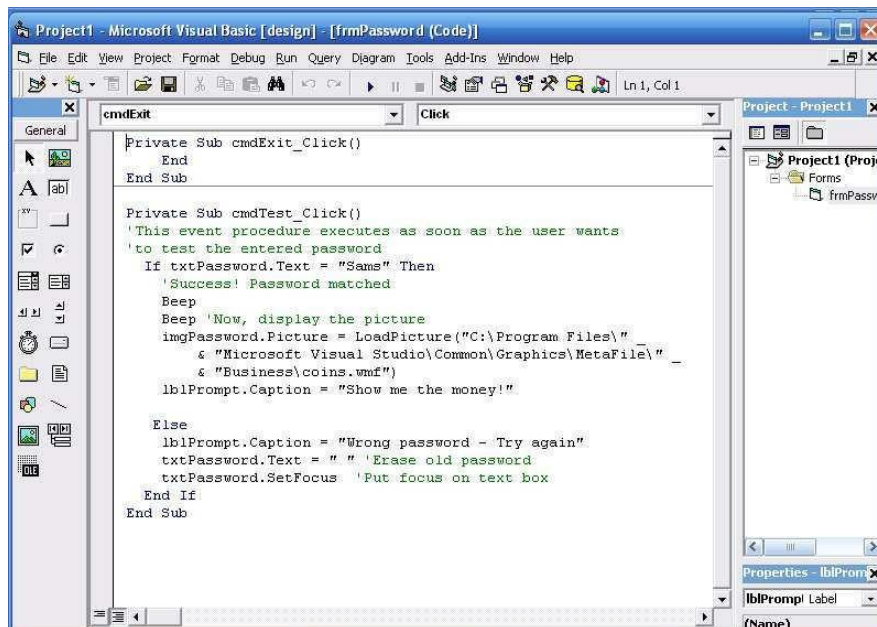 Project1 - Microsoft Visual Basic [design] - [frmPassword (Code)]
File Edit View Project Format Debug Run Query Diagram Tools Add-Ins Window Help
Ln 1, Col 1
General
cmdExit Click
Private Sub cmdExit_Click()
End
End Sub
Private Sub cmdTest_Click()
'This event procedure executes as soon as the user wants
'to test the entered password
If txtPassword.Text = "Sams" Then
'Success! Password matched
Beep
Beep 'Now, display the picture
imgPassword.Picture = LoadPicture("C:\Program Files\" _
& "Microsoft Visual Studio\Common\Graphics\MetaFile\" _
& "Business\coins.wmf")
lblPrompt.Caption = "Show me the money!"
Else
lblPrompt.Caption = "Wrong password - Try again"
txtPassword.Text = " " 'Erase old password
txtPassword.SetFocus 'Put focus on text box
End If
End Sub
Project - Project1
Project1 (Proje
Forms
frmPassw
Properties - lblProm
lblPrompt Label
(Name)
A
ab
XY
OLE